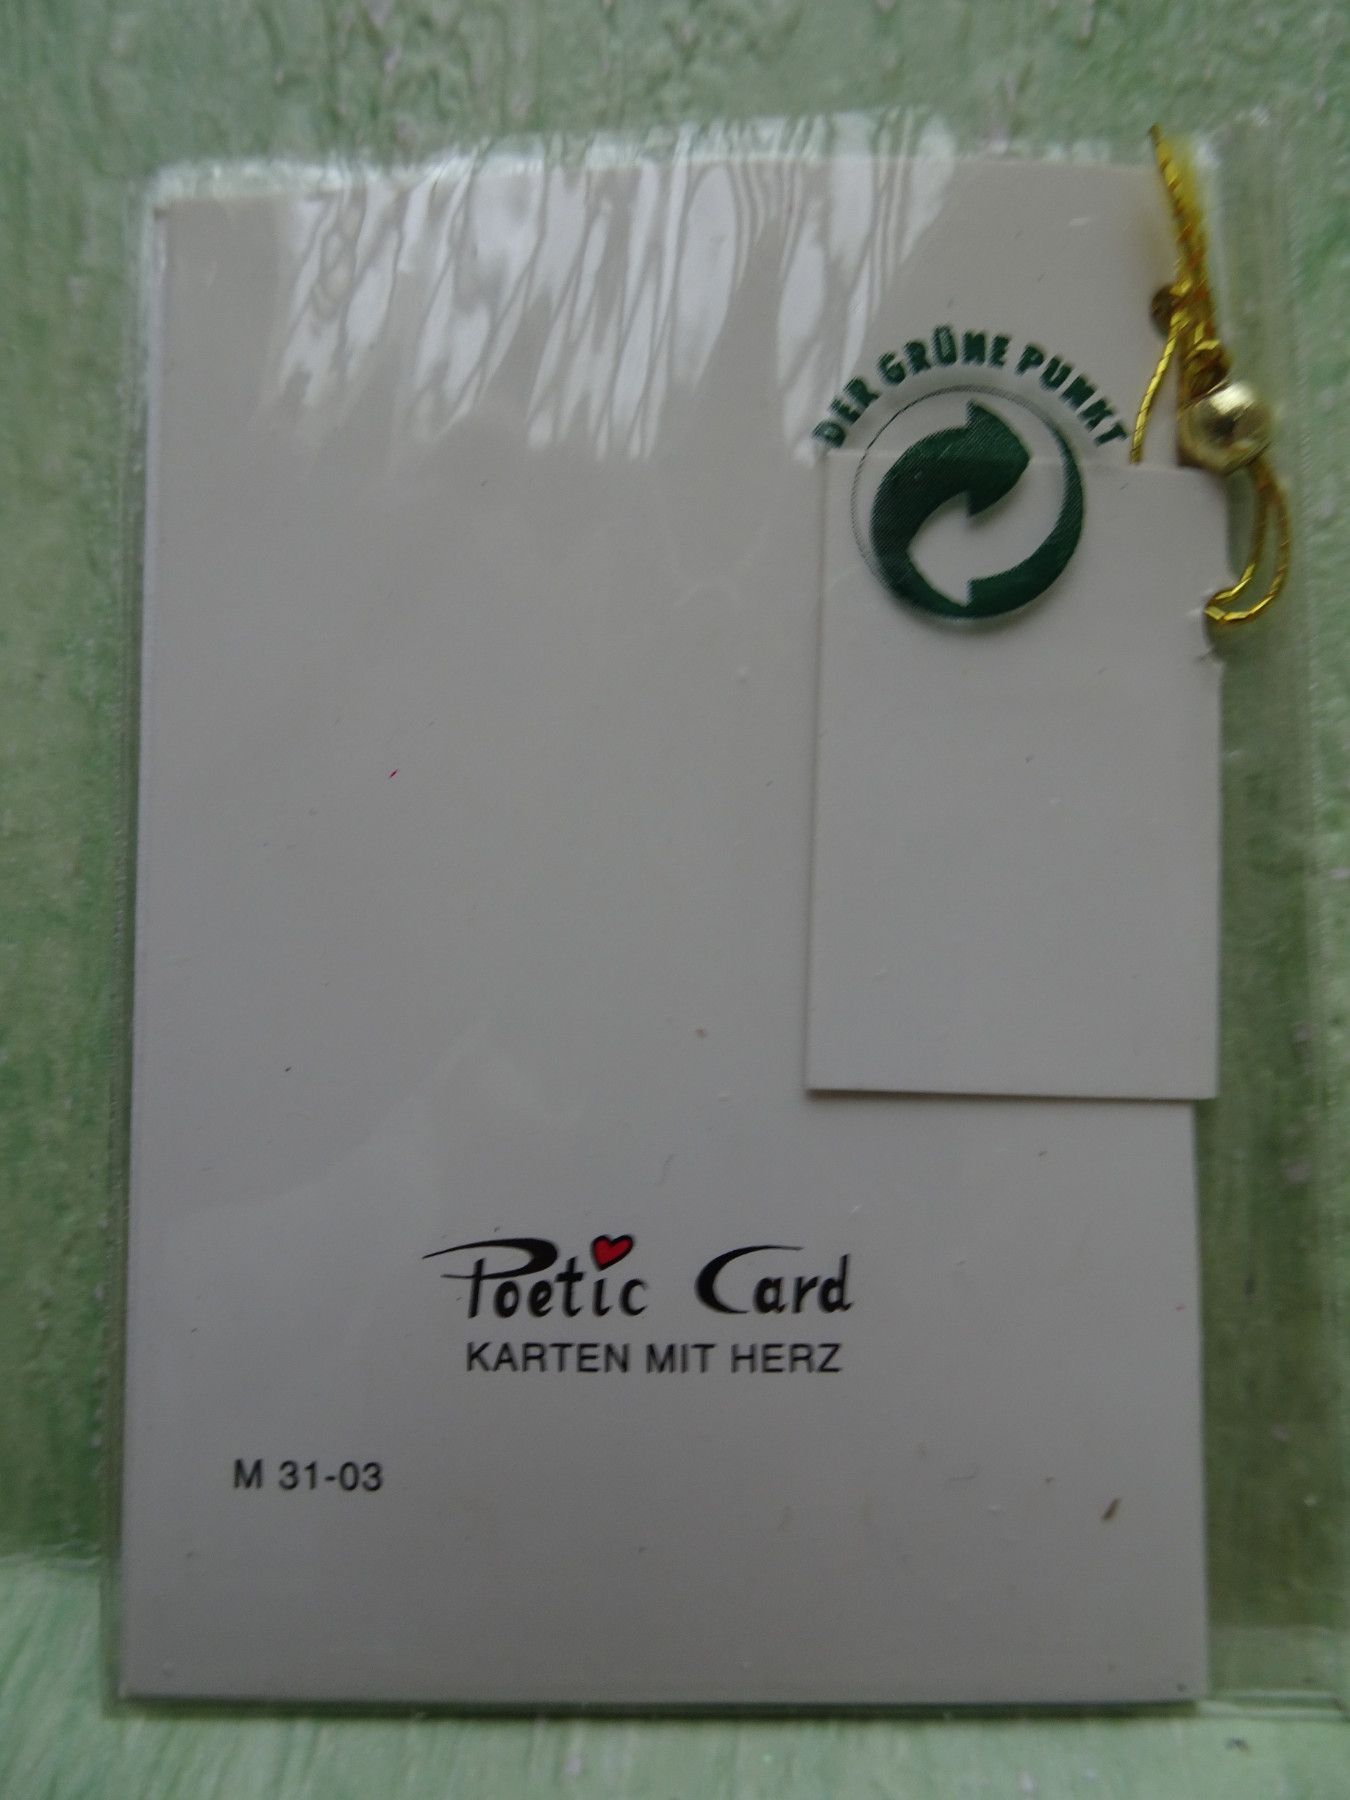 DER GRÜNE PUNKT
Poetic Card
KARTEN MIT HERZ
M 31-03